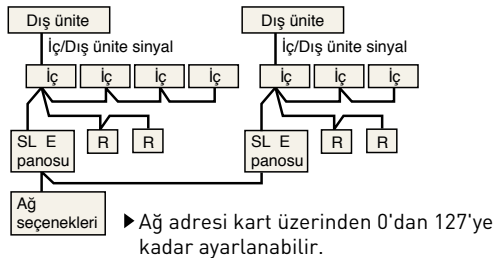 Dış ünite
Dış ünite
İç/Dış ünite sinyal
İç/Dış ünite sinyal
İç İç İç İç
İç İç İç
SL E
panosu
R R
SL E
panosu
R R
Ağ
seçenekleri
▶ Ağ adresi kart üzerinden 0'dan 127'ye
kadar ayarlanabilir.